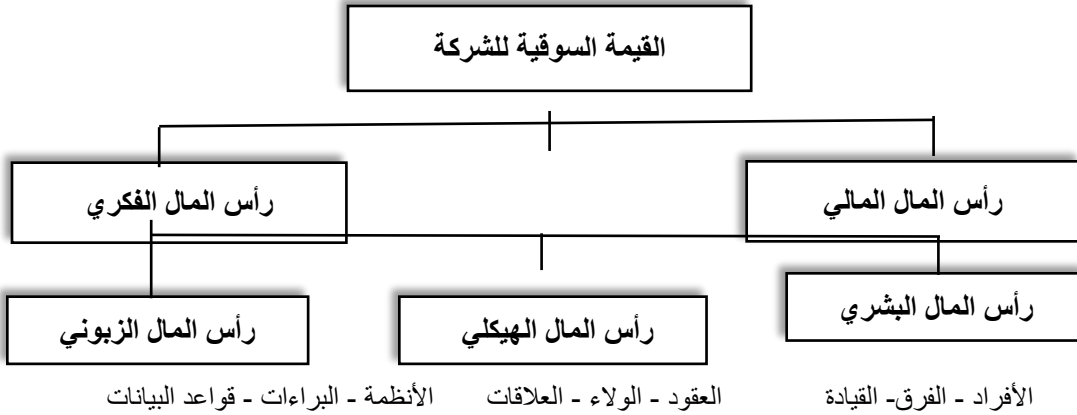 القيمة السوقية للشركة
رأس المال المالي
رأس المال الفكري
رأس المال البشري
رأس المال الهيكلي
رأس المال الزبوني
الأفراد - الفرق- القيادة
العقود - الولاء - العلاقات
الأنظمة - البراءات - قواعد البيانات